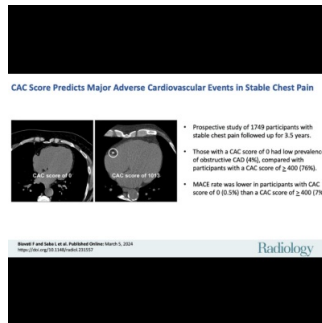 CAC Score Predicts Major Adverse Cardiovascular Events in Stable Chest Pain
• Prospective study of 1749 participants with
stable chest pain followed up for 3.5 years.
• Those with a CAC score of 0 had low prevalence
of obstructive CAD (4%), compared with
participants with a CAC score of ≥ 400 (76%).
• MACE rate was lower in participants with CAC
score of 0 (0.5%) than a CAC score of ≥ 400 (7%
CAC score of 0
CAC score of 1013
Biavati F and Saba L et al. Published Online: March 5, 2024
https://doi.org/10.1148/radiol.231557
Radiology